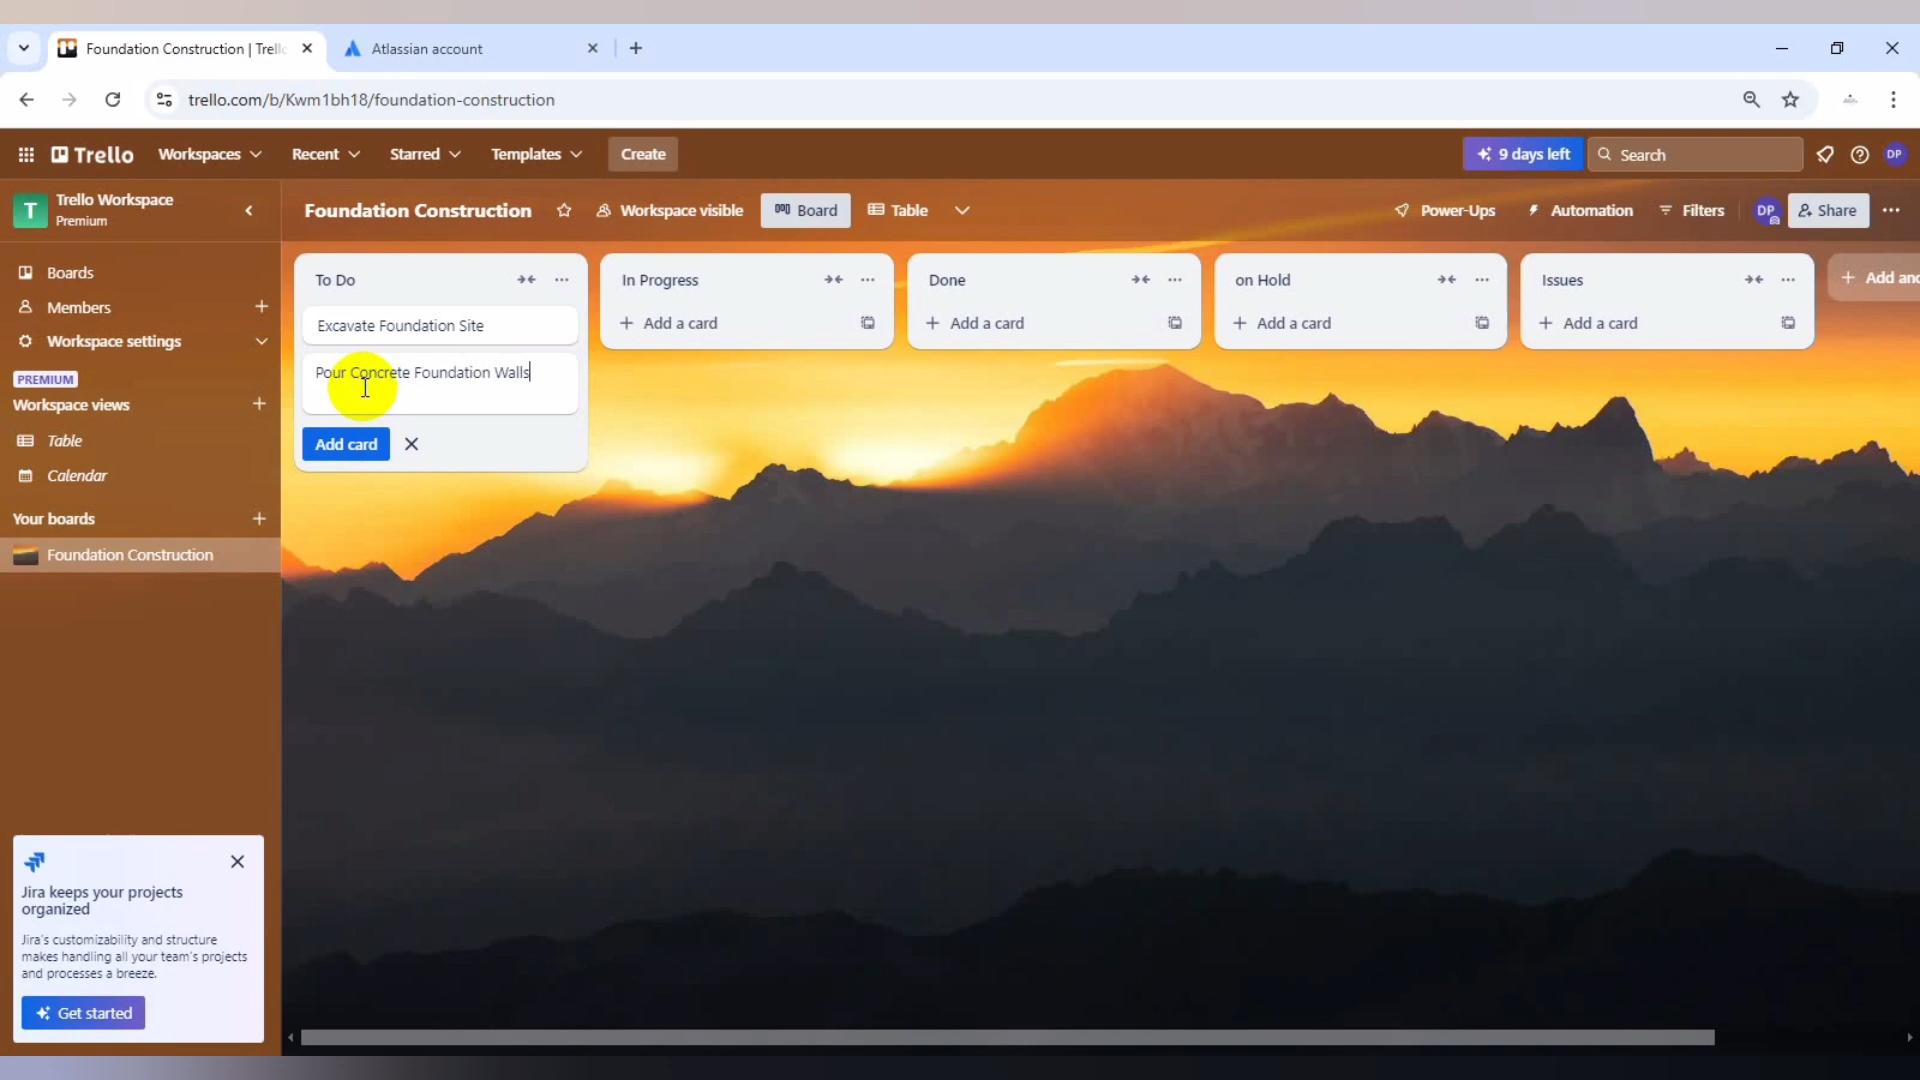 Foundation Construction | Trell
Atlassian account
trello.com/b/Kwm1bh18/foundation-construction
Trello
Workspaces
Recent
Starred
Templates
Create
9 days left
Search
DP
T
Trello Workspace
Premium
Foundation Construction
Workspace visible
Board
Table
Power-Ups
Automation
Filters
DP
Share
Boards
Members
Workspace settings
PREMIUM
Workspace views
Table
Calendar
Your boards
Foundation Construction
To Do
Excavate Foundation Site
Pour Concrete Foundation Walls
Add card
In Progress
Add a card
Done
Add a card
on Hold
Add a card
Issues
Add a card
Add ano
Jira keeps your projects
organized
Jira's customizability and structure
makes handling all your team's projects
and processes a breeze.
Get started